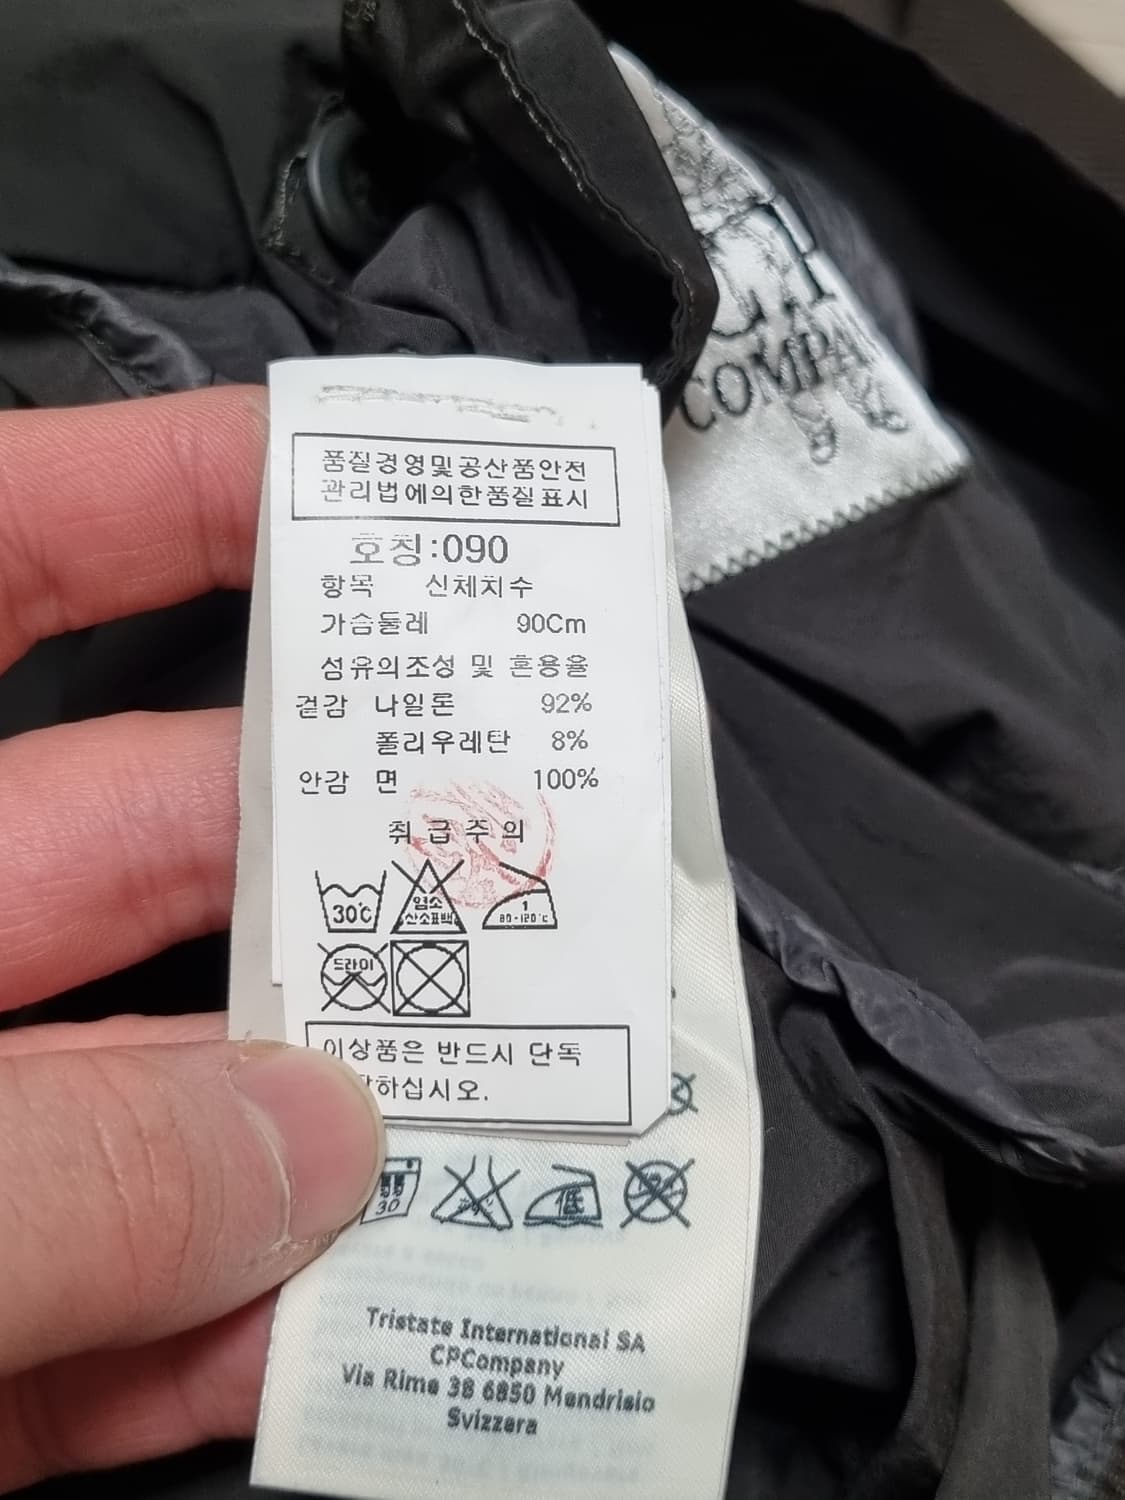 COMPA
품질경영및공산품안전
관리법에의한품질표시
호칭:090
항목 신체치수
가슴둘레 90Cm
섬유의조성 및 혼용율
겉감 나일론 92%
폴리우레탄 8%
안감 면 100%
취급주의
30℃
염소
산소표백
1
80-120℃
드라이
이상품은 반드시 단독
하십시오.
30
低
Tristate International SA
CPCompany
Via Rime 38 6850 Mendrisio
Svizzera